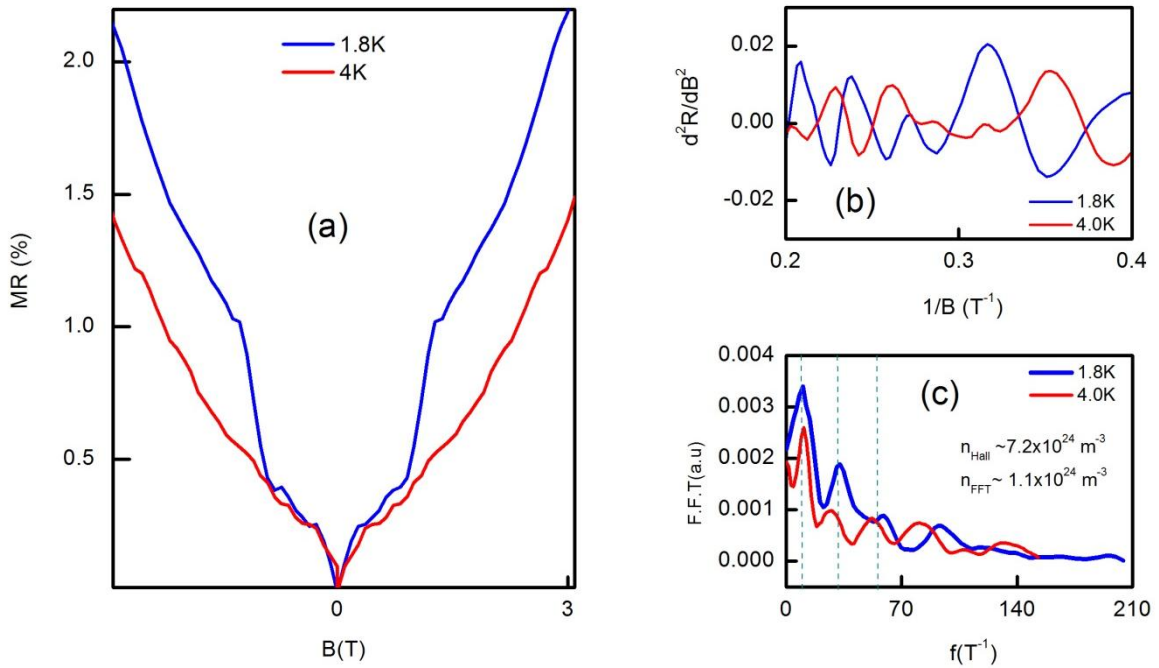 2.0
1.5
1.0
0.5
MR (%)
1.8K
4K
(a)
0
3
B(T)
0.02
0.00
-0.02
d²R/dB²
(b)
1.8K
4.0K
0.2
0.3
0.4
1/B (T⁻¹)
0.004
0.003
0.002
0.001
0.000
F.F.T(a.u)
1.8K
4.0K
(c)
n_Hall ~7.2x10²⁴ m⁻³
n_FFT~ 1.1x10²⁴ m⁻³
0
70
140
210
f(T⁻¹)